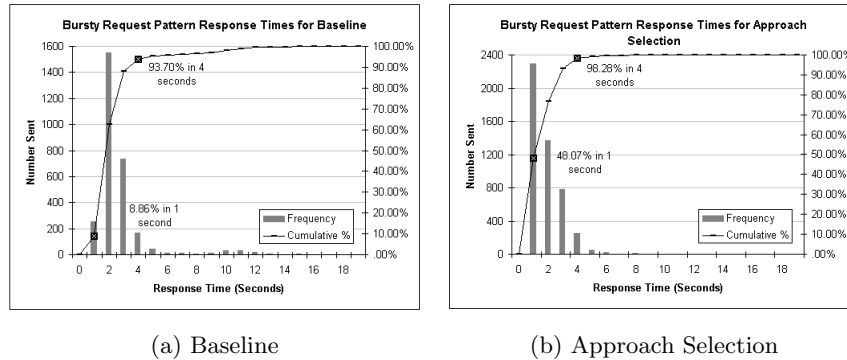 Bursty Request Pattern Response Times for Baseline
1600
1400
1200
1000
800
600
400
200
0
Number Sent
100.00%
90.00%
80.00%
70.00%
60.00%
50.00%
40.00%
30.00%
20.00%
10.00%
.00%
93.70% in 4
seconds
8.86% in 1
second
Frequency
Cumulative %
0 2 4 6 8 10 12 14 16 18
Response Time (Seconds)
(a) Baseline
Bursty Request Pattern Response Times for Approach
Selection
2400
2100
1800
1500
1200
900
600
300
0
Number Sent
100.00%
90.00%
80.00%
70.00%
60.00%
50.00%
40.00%
30.00%
20.00%
10.00%
.00%
98.28% in 4
seconds
48.07% in 1
second
Frequency
Cumulative %
0 2 4 6 8 10 12 14 16 18
Response Time (Seconds)
(b) Approach Selection